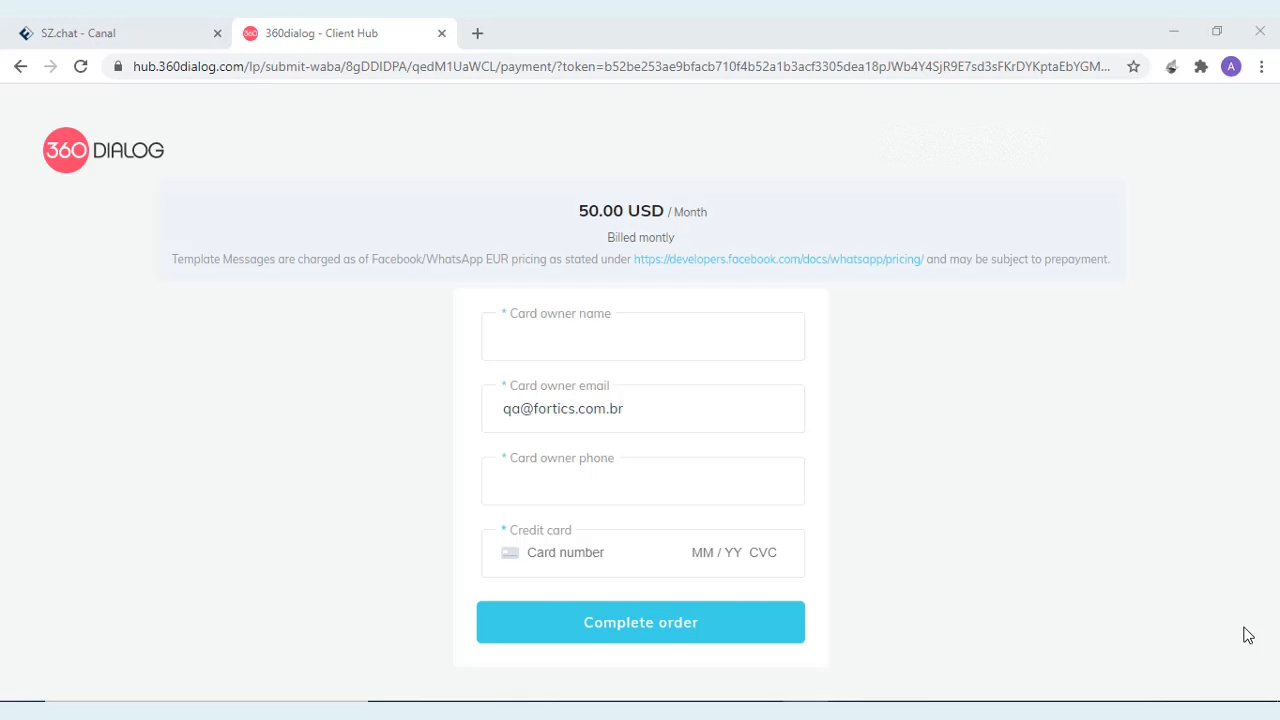 SZ.chat - Canal
360dialog - Client Hub
hub.360dialog.com/lp/submit-waba/8gDDIDPA/qedM1UaWCL/payment/?token=b52be253ae9bfacb710f4b52a1b3acf3305dea18pJWb4Y4SjR9E7sd3sFKrDYKptaEbYGM...
A
360 DIALOG
50.00 USD / Month
Billed montly
Template Messages are charged as of Facebook/WhatsApp EUR pricing as stated under https://developers.facebook.com/docs/whatsapp/pricing/ and may be subject to prepayment.
* Card owner name
* Card owner email
qa@fortics.com.br
* Card owner phone
* Credit card
Card number MM / YY CVC
Complete order